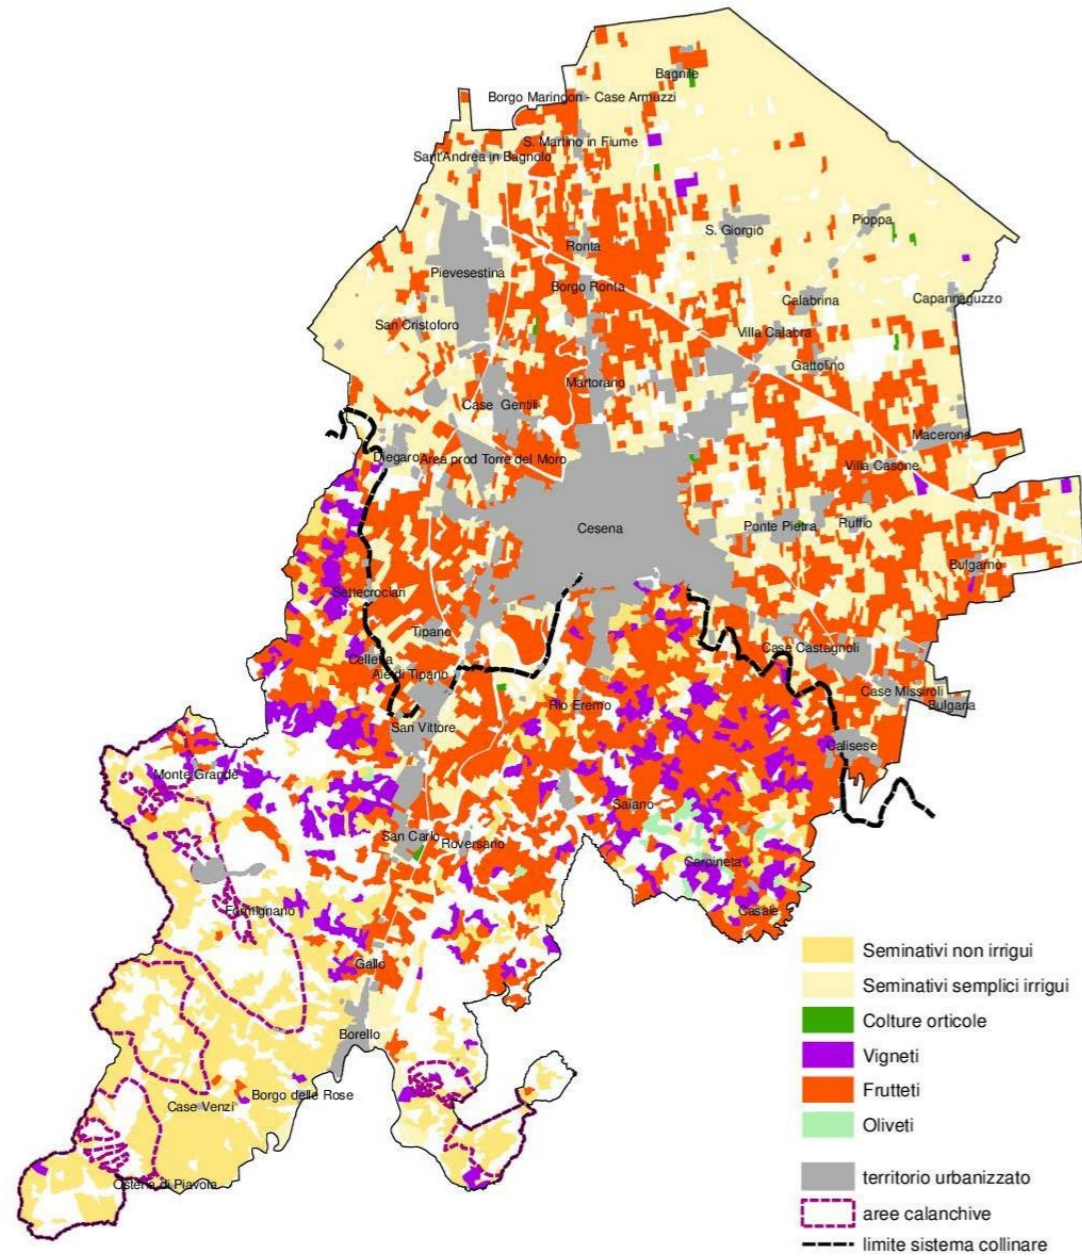 Bagnile
Borgo Maringon - Case Armuzzi
S. Martino in Fiume
Sant'Andrea in Bagnolo
Pioppa
S. Giorgio
Ronta
Pievesestina
Borgo Ronta
Calabrina
Capannaguzzo
San Cristoforo
Villa Calabra
Gattolino
Martorano
Case Gentili
Macerone
Diegaro
Area prod Torre del Moro
Villa Casone
Cesena
Ponte Pietra
Ruffio
Bulgarnò
Settecrociari
Tipano
Case Castagnoli
Celletta
Aie di Tipano
Case Missiroli
Rio Eremo
Bulgaria
San Vittore
Calisese
Monte Grande
Saiano
San Carlo
Roversano
Carpineta
Formignano
Casale
Gallo
Borello
Borgo delle Rose
Case Venzi
Osteria di Piavola
Seminativi non irrigui
Seminativi semplici irrigui
Colture orticole
Vigneti
Frutteti
Oliveti
territorio urbanizzato
aree calanchive
limite sistema collinare